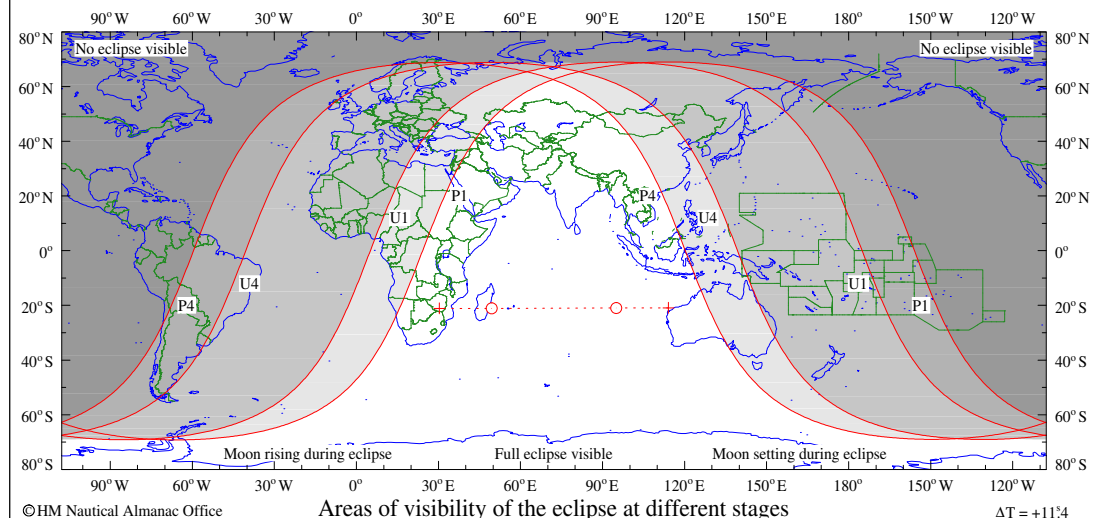 90° W 60° W 30° W 0° 30° E 60° E 90° E 120° E 150° E 180° 150° W 120° W
80° N No eclipse visible No eclipse visible 80° N
60° N 60° N
40° N 40° N
20° N P1 P4 20° N
U1 U4
0° 0°
U4 U1
20° S P4 P1 20° S
40° S 40° S
60° S 60° S
Moon rising during eclipse Full eclipse visible Moon setting during eclipse
80° S 80° S
90° W 60° W 30° W 0° 30° E 60° E 90° E 120° E 150° E 180° 150° W 120° W
©HM Nautical Almanac Office Areas of visibility of the eclipse at different stages ΔT = +11ˢ.4